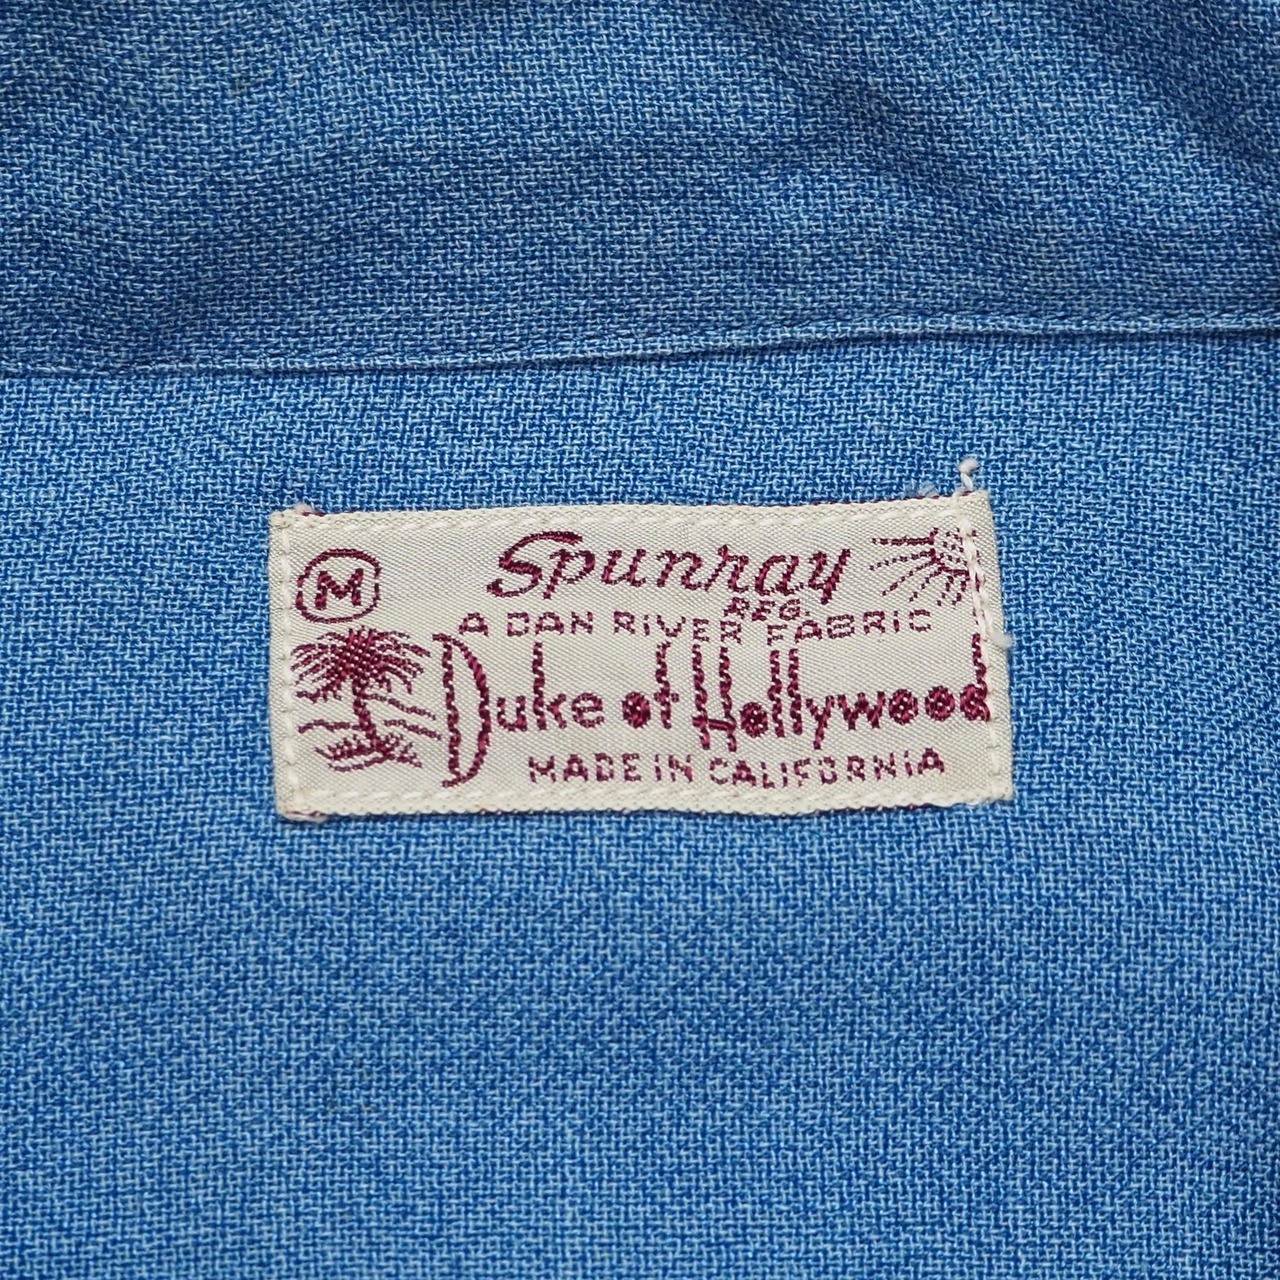 M
Spunray
REG.
A DAN RIVER FABRIC
Duke of Hollywood
MADE IN CALIFORNIA